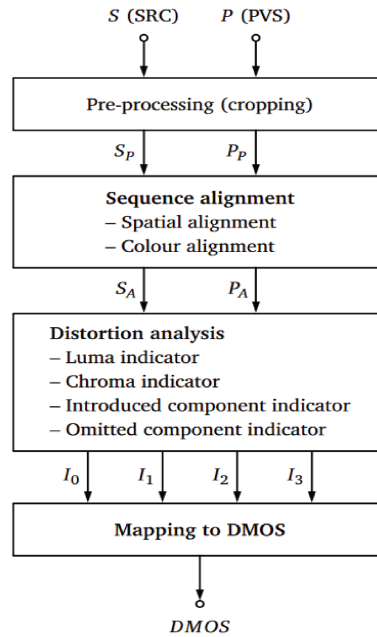 S (SRC) P (PVS)
Pre-processing (cropping)
S_P P_P
Sequence alignment
– Spatial alignment
– Colour alignment
S_A P_A
Distortion analysis
– Luma indicator
– Chroma indicator
– Introduced component indicator
– Omitted component indicator
I_0 I_1 I_2 I_3
Mapping to DMOS
DMOS